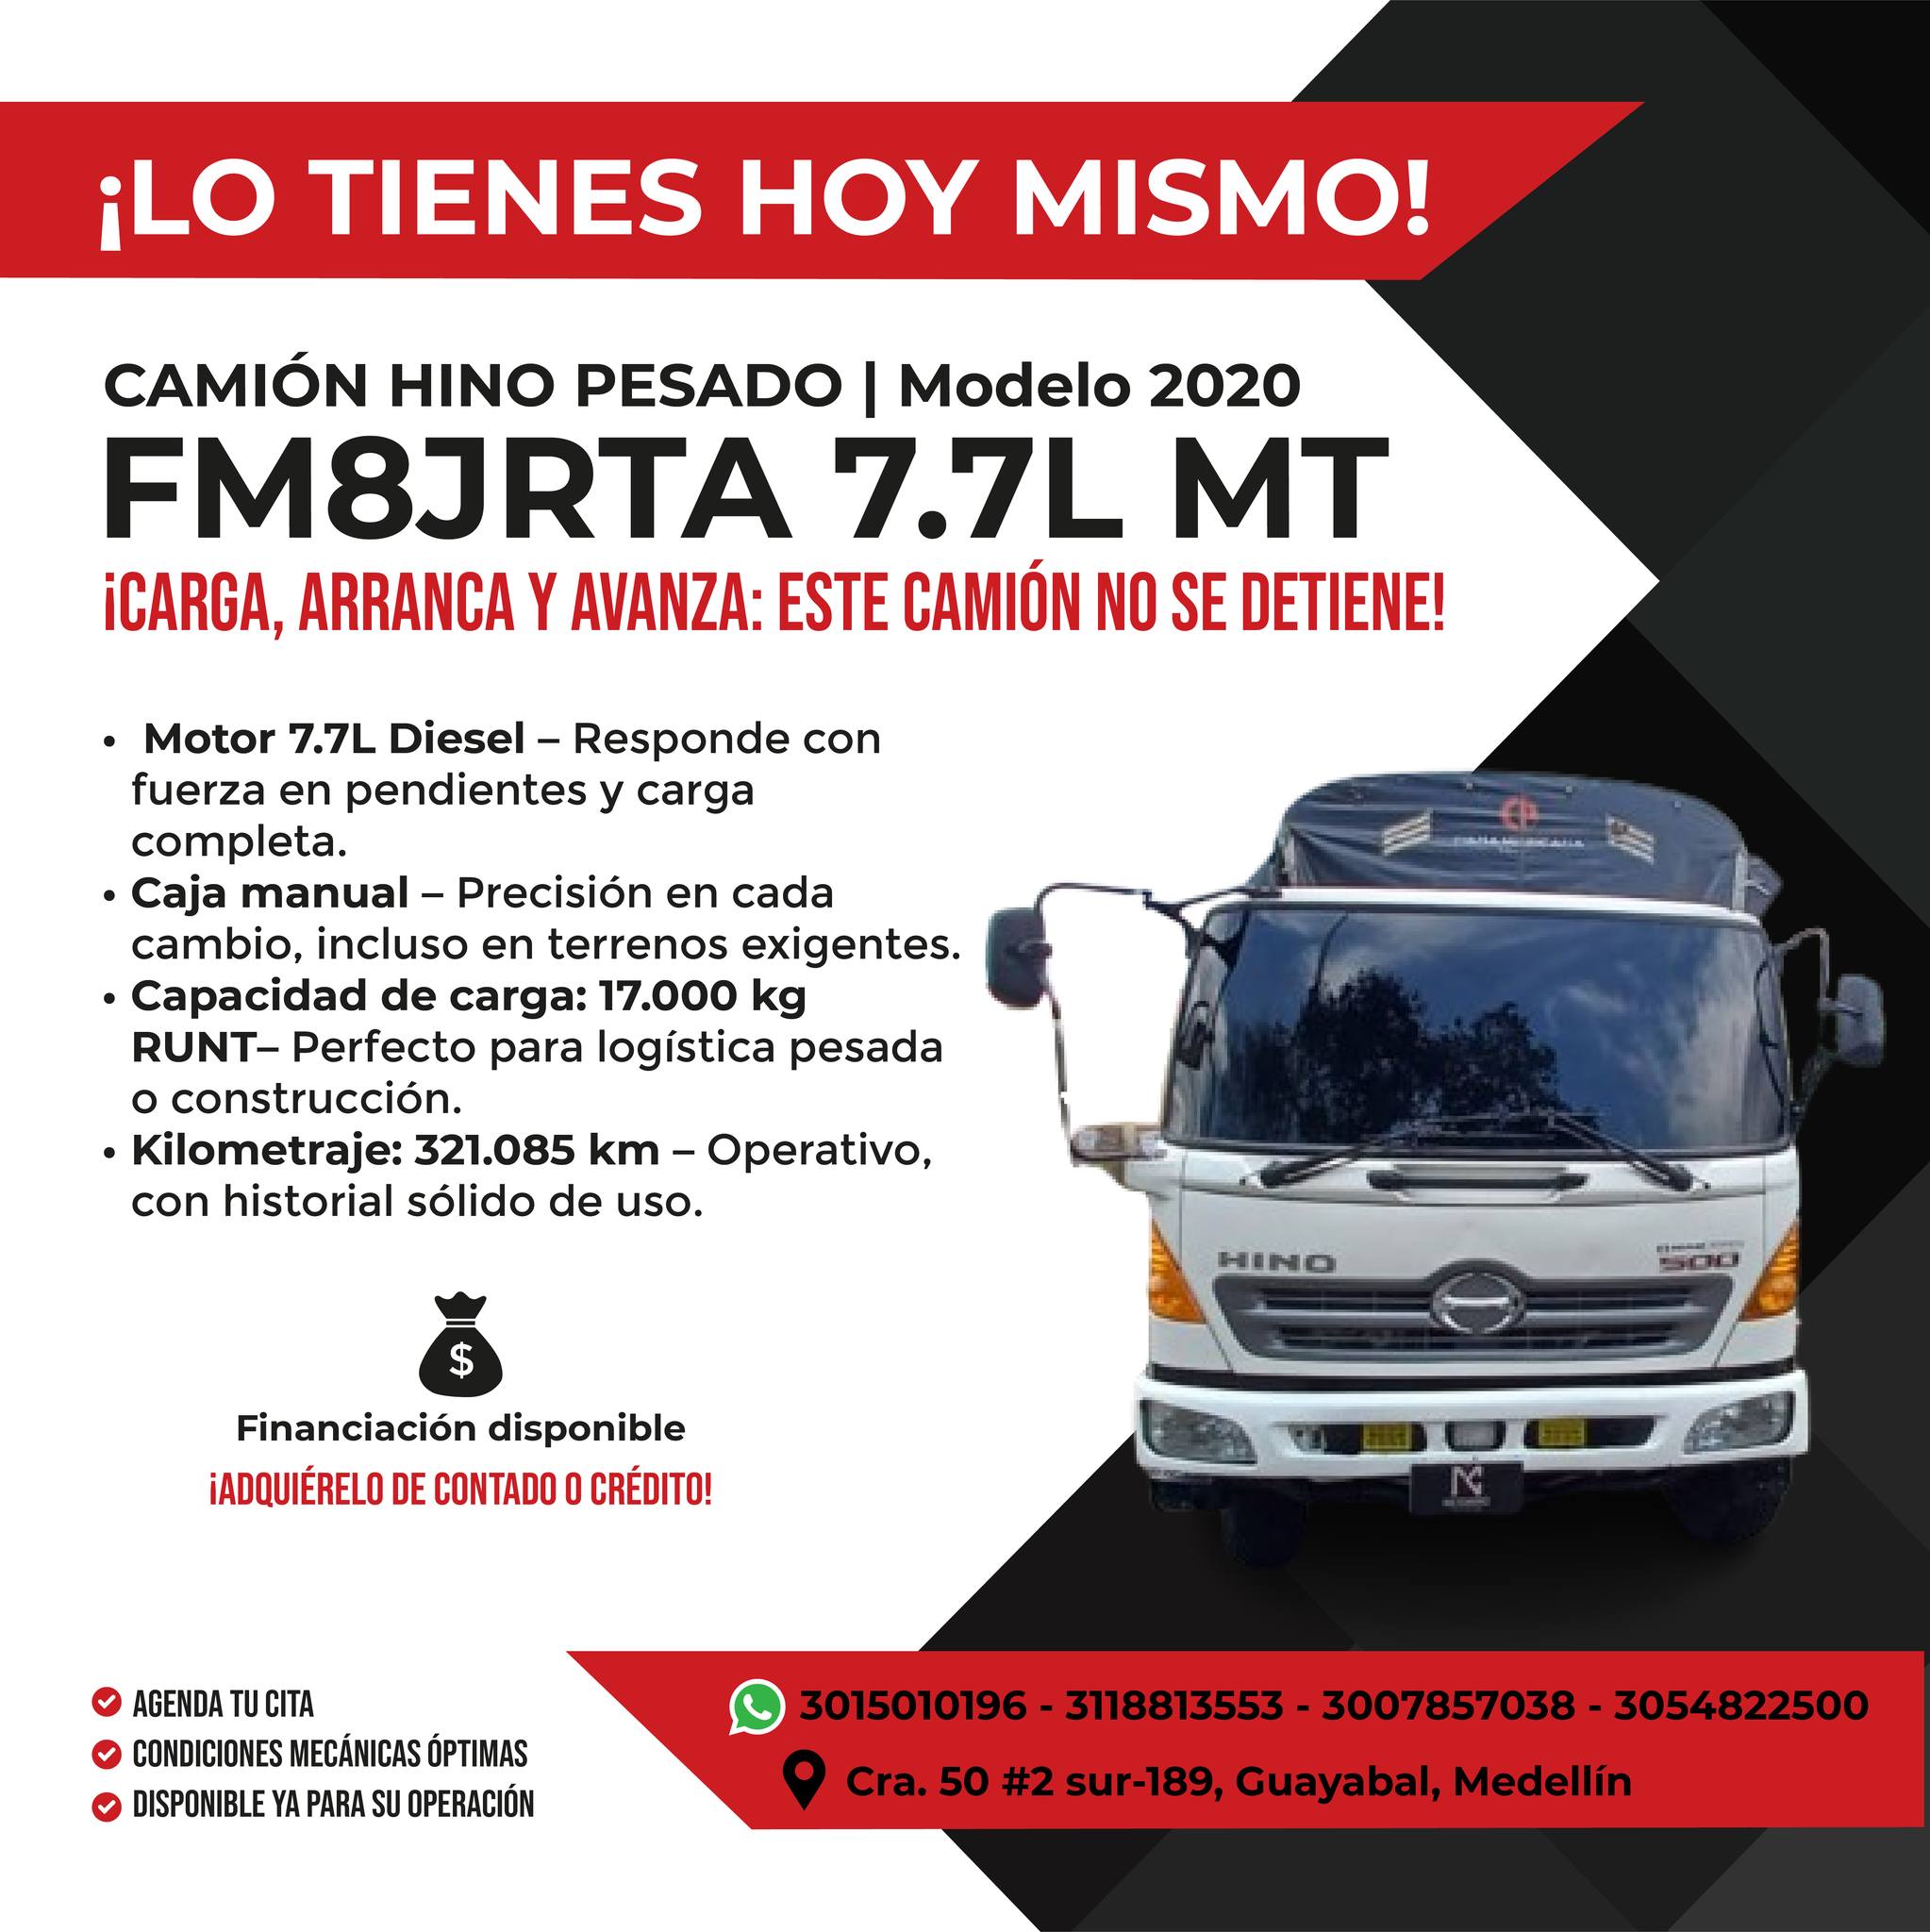 ¡LO TIENES HOY MISMO!
CAMIÓN HINO PESADO | Modelo 2020
FM8JRTA 7.7L MT
¡CARGA, ARRANCA Y AVANZA: ESTE CAMIÓN NO SE DETIENE!
• Motor 7.7L Diesel – Responde con
fuerza en pendientes y carga
completa.
• Caja manual – Precisión en cada
cambio, incluso en terrenos exigentes.
• Capacidad de carga: 17.000 kg
RUNT– Perfecto para logística pesada
o construcción.
• Kilometraje: 321.085 km – Operativo,
con historial sólido de uso.
HINO
500
$
Financiación disponible
¡ADQUIÉRELO DE CONTADO O CRÉDITO!
AGENDA TU CITA
CONDICIONES MECÁNICAS ÓPTIMAS
DISPONIBLE YA PARA SU OPERACIÓN
3015010196 - 3118813553 - 3007857038 - 3054822500
Cra. 50 #2 sur-189, Guayabal, Medellín